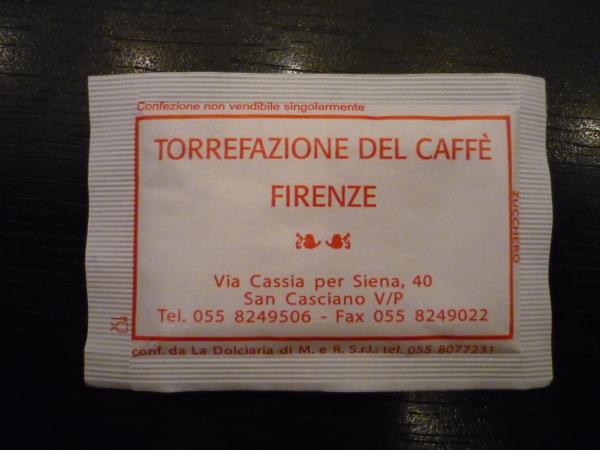 Confezione non vendibile singolarmente
TORREFAZIONE DEL CAFFÈ
FIRENZE
Via Cassia per Siena, 40
San Casciano V/P
Tel. 055 8249506 - Fax 055 8249022
ZUCCHERO
conf. da La Dolciaria di M. e R. S.r.l.: tel. 055 8077231